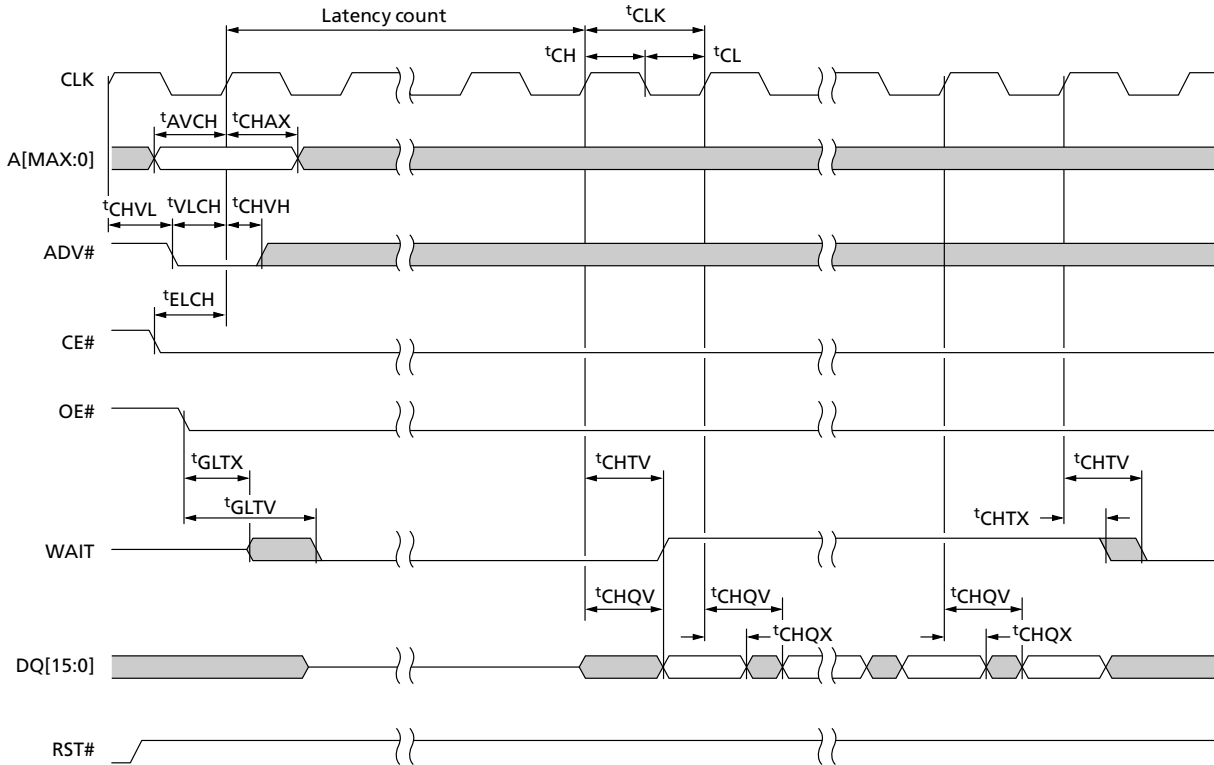 Latency count
tCLK
tCH
tCL
CLK
tAVCH
tCHAX
A[MAX:0]
tCHVL
tVLCH
tCHVH
ADV#
tELCH
CE#
OE#
tGLTX
tCHTV
tCHTV
tGLTV
tCHTX
WAIT
tCHQV
tCHQV
tCHQV
tCHQX
tCHQX
DQ[15:0]
RST#